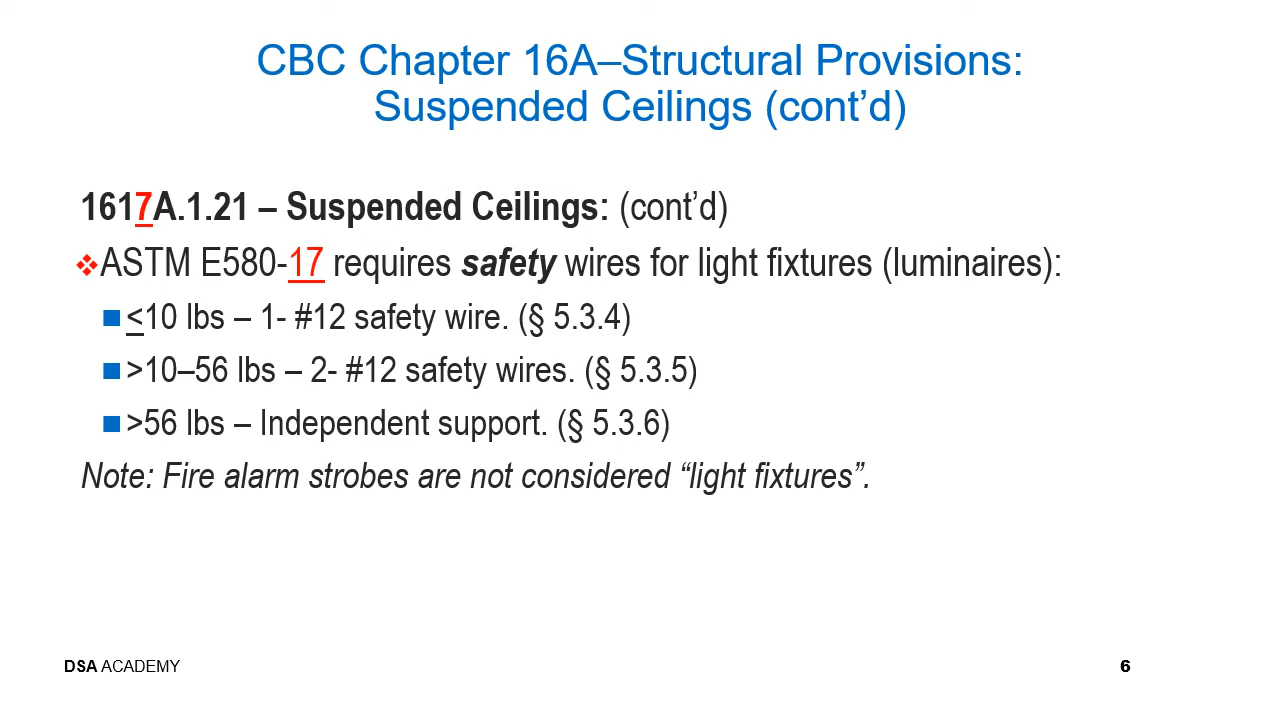 CBC Chapter 16A–Structural Provisions:
Suspended Ceilings (cont’d)
1617A.1.21 – Suspended Ceilings: (cont’d)
❖ASTM E580-17 requires safety wires for light fixtures (luminaires):
■<10 lbs – 1- #12 safety wire. (§ 5.3.4)
■>10–56 lbs – 2- #12 safety wires. (§ 5.3.5)
■>56 lbs – Independent support. (§ 5.3.6)
Note: Fire alarm strobes are not considered “light fixtures”.
DSA ACADEMY
6